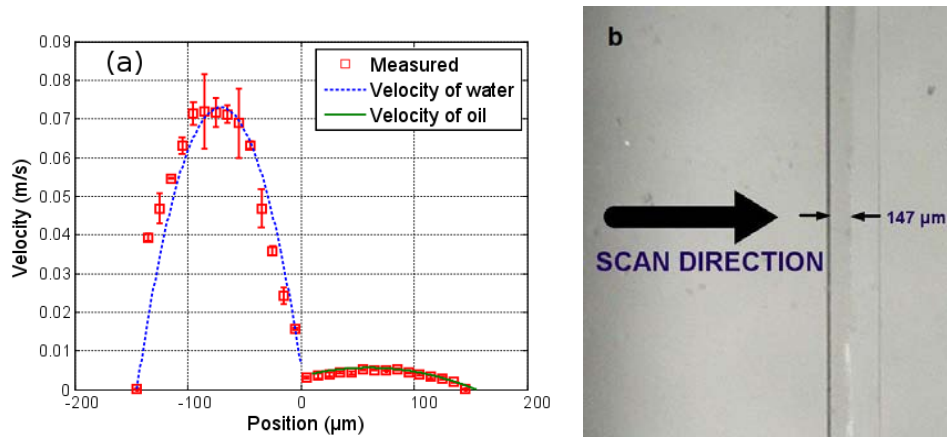 (a)
Measured
Velocity of water
Velocity of oil
0.09
0.08
0.07
0.06
0.05
0.04
0.03
0.02
0.01
0
Velocity (m/s)
-200
-100
0
100
200
Position (µm)
b
147 µm
SCAN DIRECTION